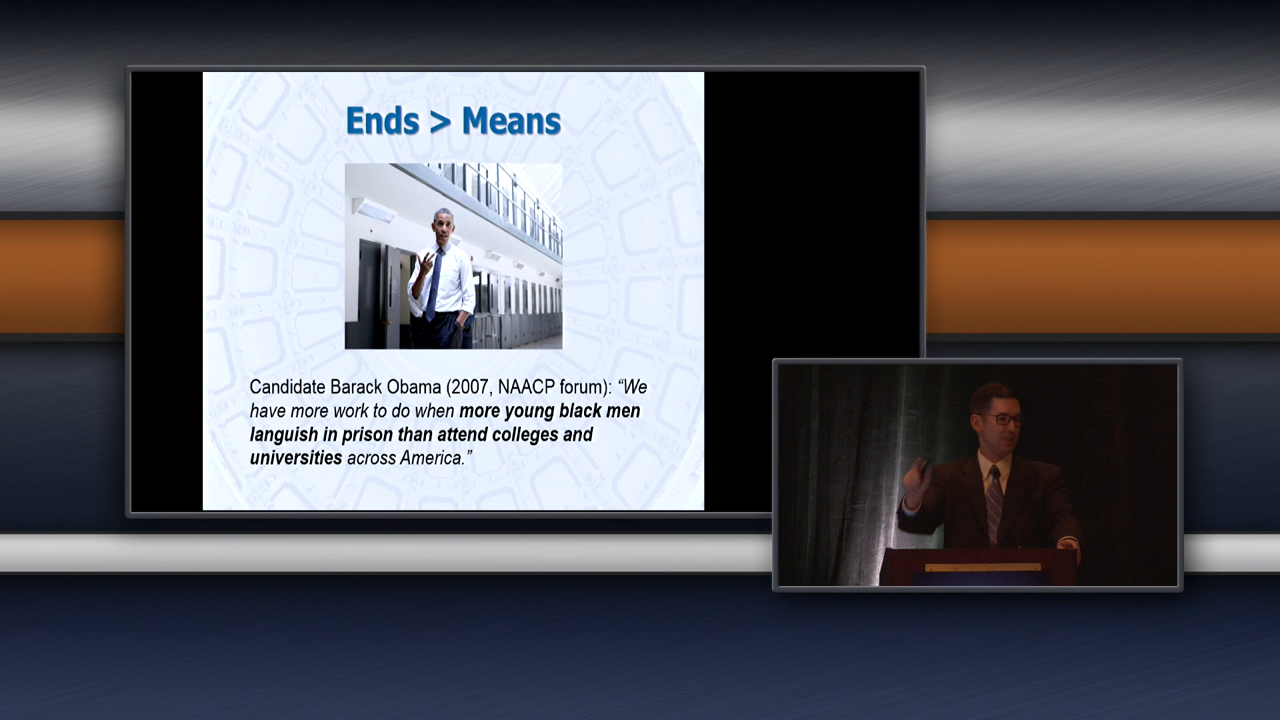 Ends > Means
Candidate Barack Obama (2007, NAACP forum): “We
have more work to do when more young black men
languish in prison than attend colleges and
universities across America.”